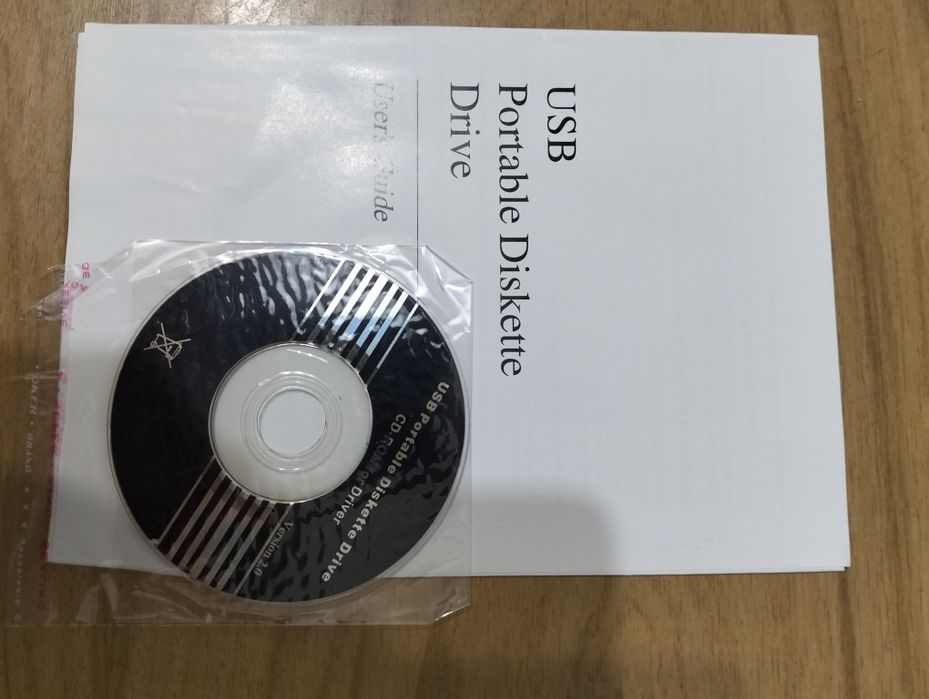 USB
Portable Diskette
Drive
User's Guide
USB Portable Diskette Drive
CD-ROM for Driver
Version 2.0